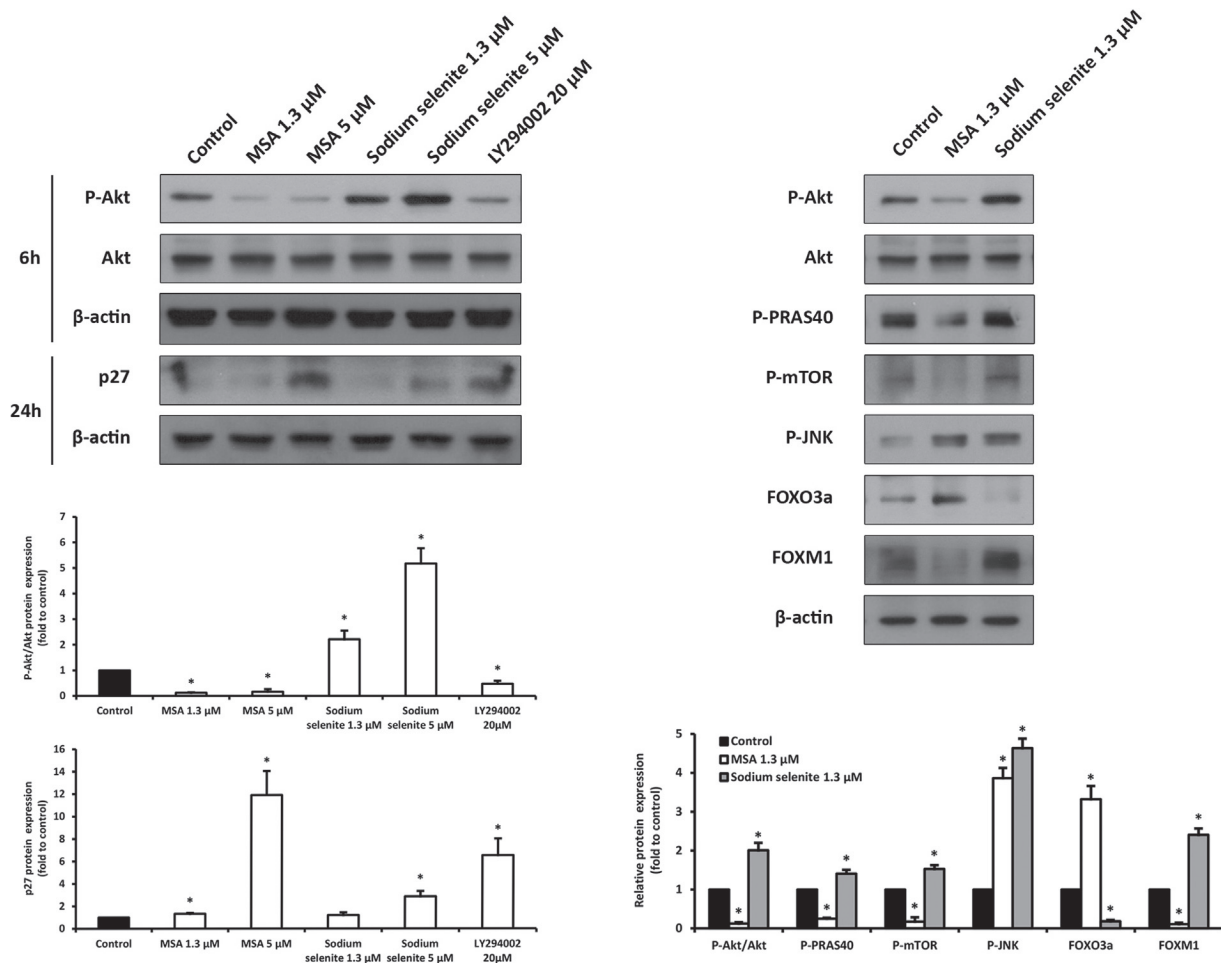 Control
MSA 1.3 µM
MSA 5 µM
Sodium selenite 1.3 µM
Sodium selenite 5 µM
LY294002 20 µM
6h
P-Akt
Akt
β-actin
24h
p27
β-actin
P-Akt/Akt protein expression
(fold to control)
7
6
5
4
3
2
1
0
*
*
*
*
*
Control
MSA 1.3 µM
MSA 5 µM
Sodium
selenite 1.3 µM
Sodium
selenite 5 µM
LY294002
20µM
p27 protein expression
(fold to control)
16
14
12
10
8
6
4
2
0
*
*
*
*
Control
MSA 1.3 µM
MSA 5 µM
Sodium
selenite 1.3 µM
Sodium
selenite 5 µM
LY294002
20µM
Control
MSA 1.3 µM
Sodium selenite 1.3 µM
P-Akt
Akt
P-PRAS40
P-mTOR
P-JNK
FOXO3a
FOXM1
β-actin
Relative protein expression
(fold to control)
5
4
3
2
1
0
Control
MSA 1.3 µM
Sodium selenite 1.3 µM
*
*
*
*
*
*
*
*
*
*
*
*
P-Akt/Akt
P-PRAS40
P-mTOR
P-JNK
FOXO3a
FOXM1